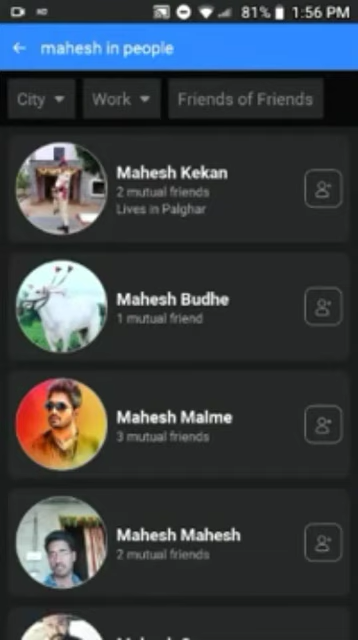 81% 1:56 PM
mahesh in people
City Work Friends of Friends
Mahesh Kekan
2 mutual friends
Lives in Palghar
Mahesh Budhe
1 mutual friend
Mahesh Malme
3 mutual friends
Mahesh Mahesh
2 mutual friends